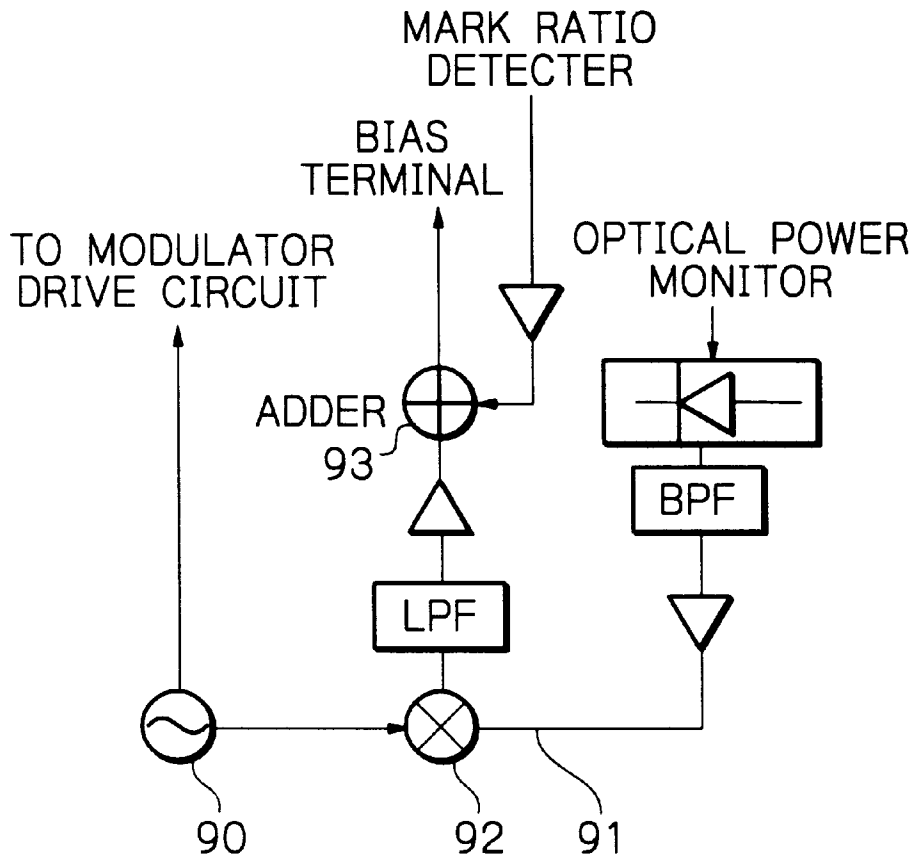 MARK RATIO
DETECTER
BIAS
TERMINAL
TO MODULATOR
DRIVE CIRCUIT
OPTICAL POWER
MONITOR
ADDER
93
BPF
LPF
90
92
91